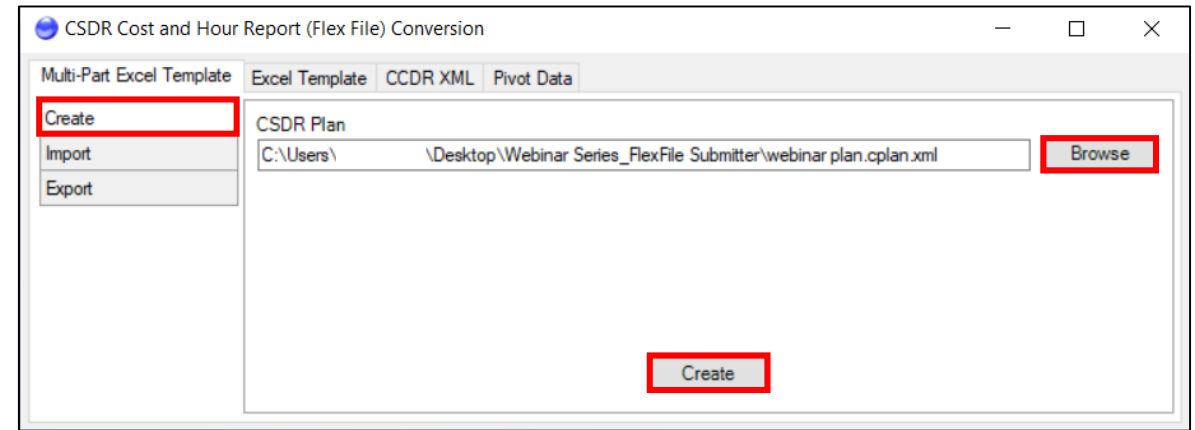 CSDR Cost and Hour Report (Flex File) Conversion
Multi-Part Excel Template Excel Template CCDR XML Pivot Data
Create
Import
Export
CSDR Plan
C:\Users\ \Desktop\Webinar Series_FlexFile Submitter\webinar plan.cplan.xml
Browse
Create